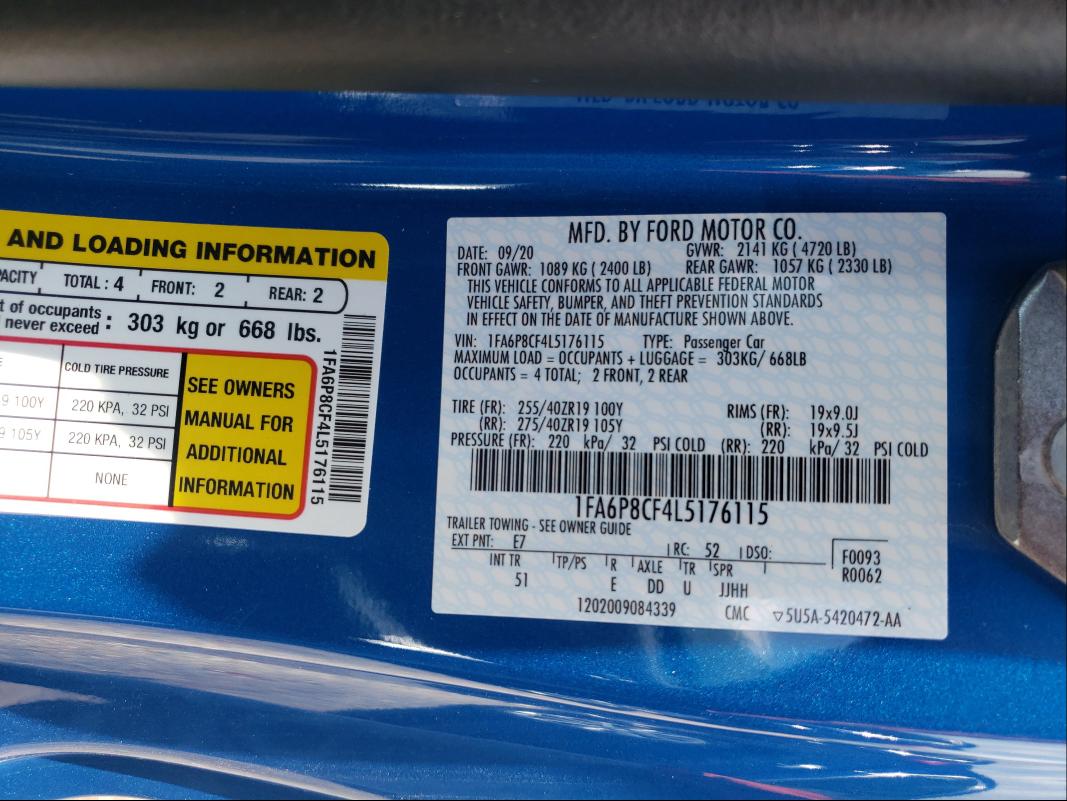 AND LOADING INFORMATION
TOTAL : 4 FRONT: 2 REAR: 2
t of occupants
never exceed : 303 kg or 668 lbs.
COLD TIRE PRESSURE
9 100Y 220 KPA, 32 PSI
9 105Y 220 KPA, 32 PSI
NONE
SEE OWNERS
MANUAL FOR
ADDITIONAL
INFORMATION
1FA6P8CF4L5176115
MFD. BY FORD MOTOR CO.
DATE: 09/20 GVWR: 2141 KG ( 4720 LB)
FRONT GAWR: 1089 KG ( 2400 LB) REAR GAWR: 1057 KG ( 2330 LB)
THIS VEHICLE CONFORMS TO ALL APPLICABLE FEDERAL MOTOR
VEHICLE SAFETY, BUMPER, AND THEFT PREVENTION STANDARDS
IN EFFECT ON THE DATE OF MANUFACTURE SHOWN ABOVE.
VIN: 1FA6P8CF4L5176115 TYPE: Passenger Car
MAXIMUM LOAD = OCCUPANTS + LUGGAGE = 303KG/ 668LB
OCCUPANTS = 4 TOTAL; 2 FRONT, 2 REAR
TIRE (FR): 255/40ZR19 100Y RIMS (FR): 19x9.0J
(RR): 275/40ZR19 105Y (RR): 19x9.5J
PRESSURE (FR): 220 kPa/ 32 PSI COLD (RR): 220 kPa/ 32 PSI COLD
1FA6P8CF4L5176115
TRAILER TOWING - SEE OWNER GUIDE
EXT PNT: E7 RC: 52 DSO: F0093
INT TR TP/PS R AXLE TR SPR R0062
51 E DD U JJHH
1202009084339 CMC ▽5U5A-5420472-AA